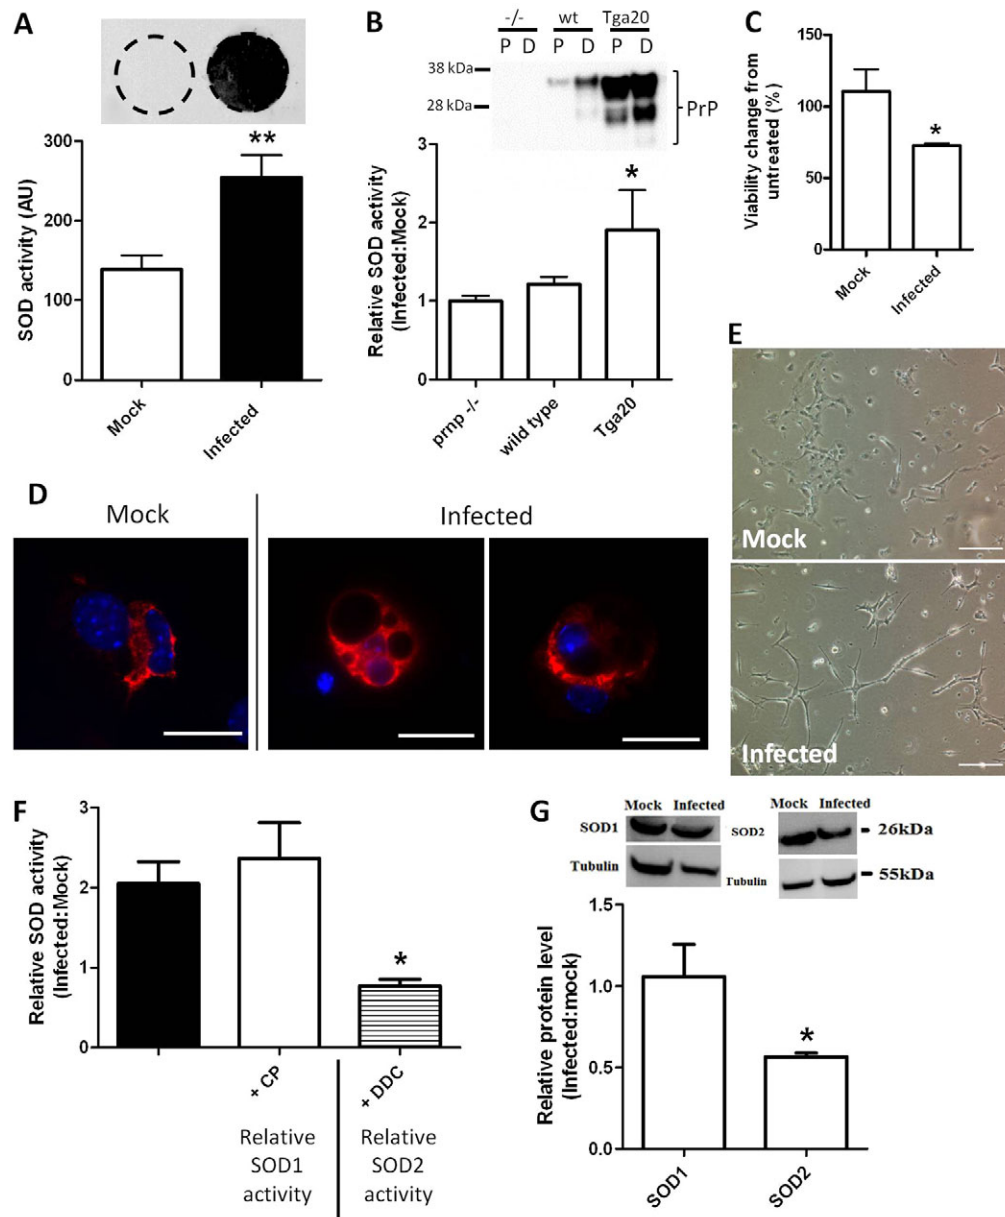 A
SOD activity (AU)
300
200
100
0
**
Mock
Infected
B
-/- wt Tga20
P D P D P D
38 kDa
28 kDa
PrP
Relative SOD activity
(Infected:Mock)
3
2
1
0
*
prnp -/-
wild type
Tga20
C
Viability change from
untreated (%)
150
100
50
0
*
Mock
Infected
D
Mock
Infected
E
Mock
Infected
F
Relative SOD activity
(Infected:Mock)
3
2
1
0
*
+ CP
+ DDC
Relative
SOD1
activity
Relative
SOD2
activity
G
Mock Infected
SOD1
Tubulin
Mock Infected
SOD2
26kDa
Tubulin
55kDa
Relative protein level
(Infected:mock)
1.5
1.0
0.5
0.0
*
SOD1
SOD2